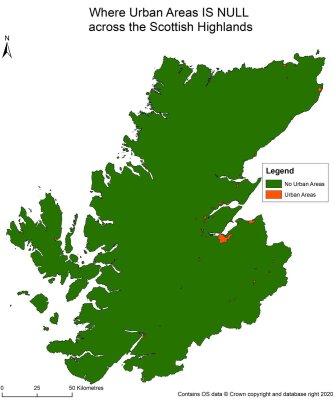 Where Urban Areas IS NULL
across the Scottish Highlands
N
Legend
No Urban Areas
Urban Areas
0 25 50 Kilometres
Contains OS data © Crown copyright and database right 2020